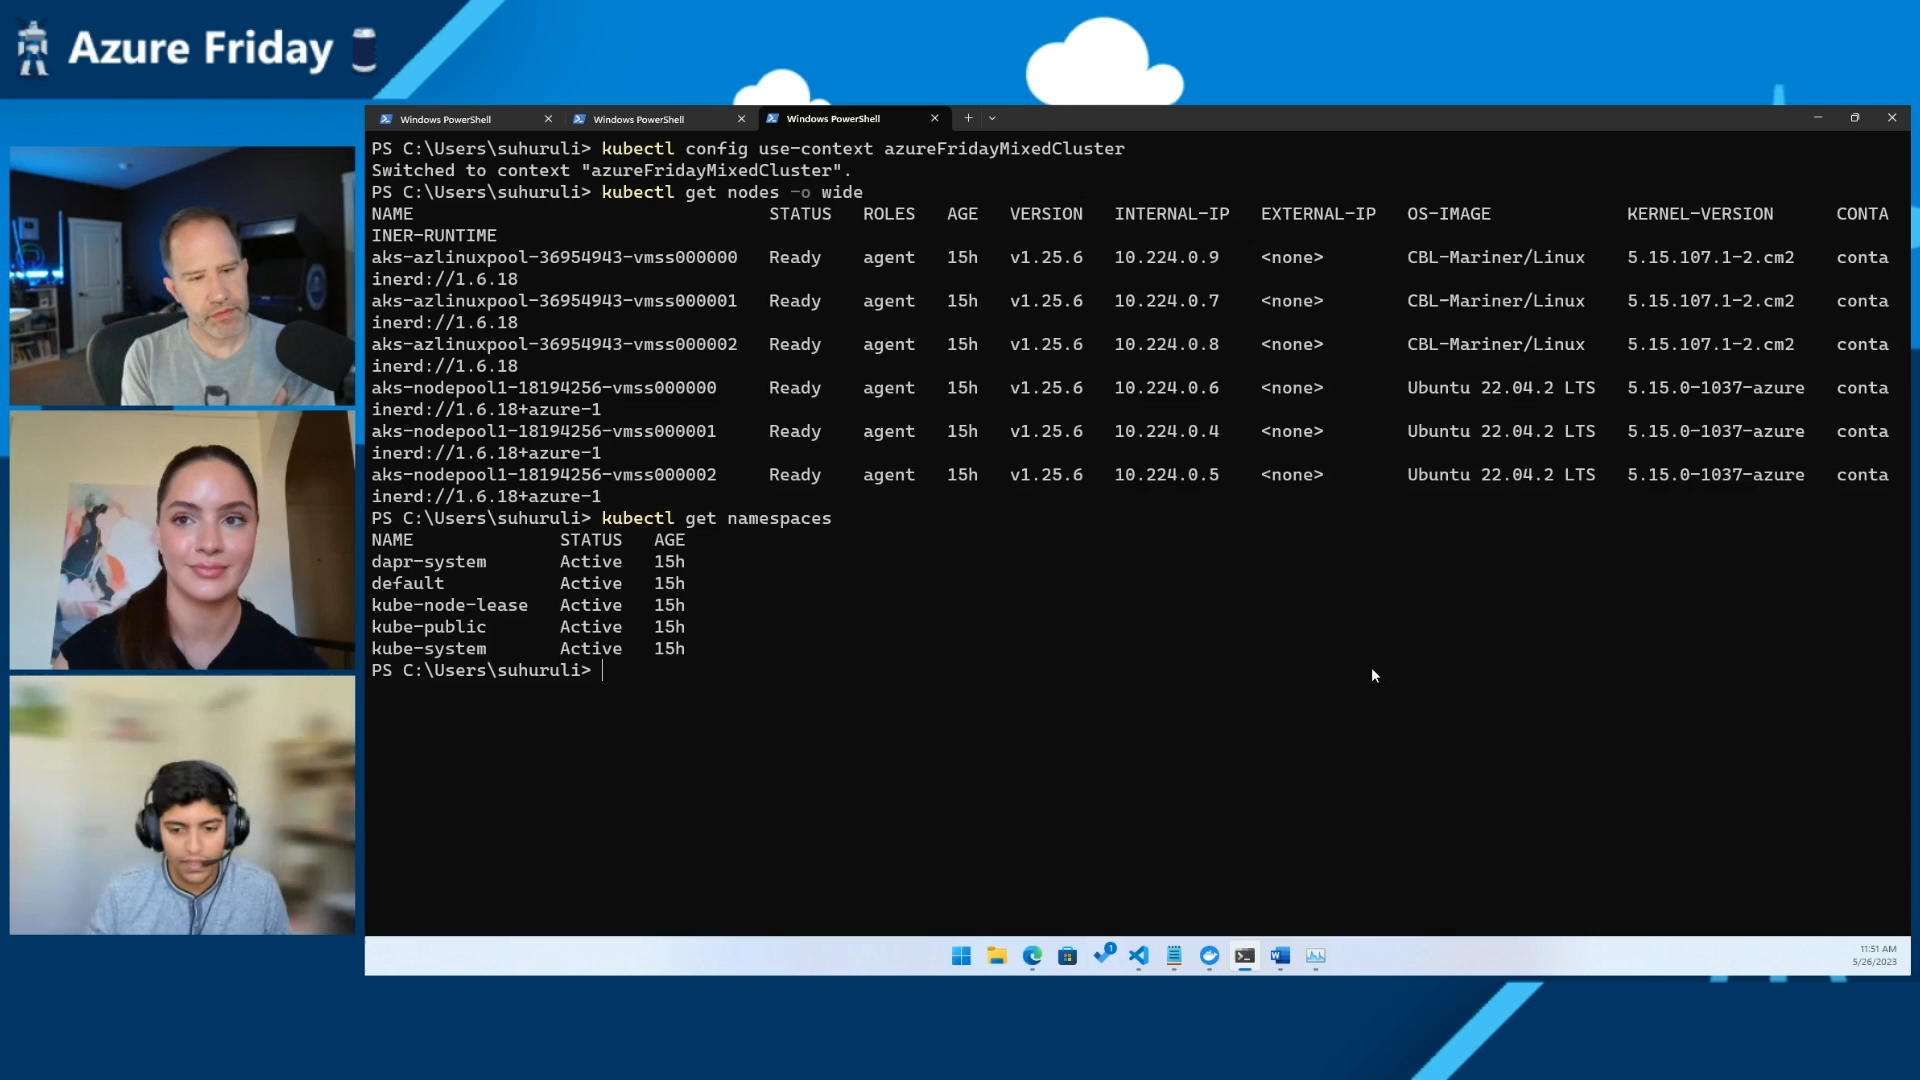 Azure Friday
Windows PowerShell
Windows PowerShell
Windows PowerShell
PS C:\Users\suhuruli> kubectl config use-context azureFridayMixedCluster
Switched to context "azureFridayMixedCluster".
PS C:\Users\suhuruli> kubectl get nodes -o wide
NAME STATUS ROLES AGE VERSION INTERNAL-IP EXTERNAL-IP OS-IMAGE KERNEL-VERSION CONTA
INER-RUNTIME
aks-azlinuxpool-36954943-vmss000000 Ready agent 15h v1.25.6 10.224.0.9 <none> CBL-Mariner/Linux 5.15.107.1-2.cm2 conta
inerd://1.6.18
aks-azlinuxpool-36954943-vmss000001 Ready agent 15h v1.25.6 10.224.0.7 <none> CBL-Mariner/Linux 5.15.107.1-2.cm2 conta
inerd://1.6.18
aks-azlinuxpool-36954943-vmss000002 Ready agent 15h v1.25.6 10.224.0.8 <none> CBL-Mariner/Linux 5.15.107.1-2.cm2 conta
inerd://1.6.18
aks-nodepool1-18194256-vmss000000 Ready agent 15h v1.25.6 10.224.0.6 <none> Ubuntu 22.04.2 LTS 5.15.0-1037-azure conta
inerd://1.6.18+azure-1
aks-nodepool1-18194256-vmss000001 Ready agent 15h v1.25.6 10.224.0.4 <none> Ubuntu 22.04.2 LTS 5.15.0-1037-azure conta
inerd://1.6.18+azure-1
aks-nodepool1-18194256-vmss000002 Ready agent 15h v1.25.6 10.224.0.5 <none> Ubuntu 22.04.2 LTS 5.15.0-1037-azure conta
inerd://1.6.18+azure-1
PS C:\Users\suhuruli> kubectl get namespaces
NAME STATUS AGE
dapr-system Active 15h
default Active 15h
kube-node-lease Active 15h
kube-public Active 15h
kube-system Active 15h
PS C:\Users\suhuruli>
1
11:51 AM
5/26/2023